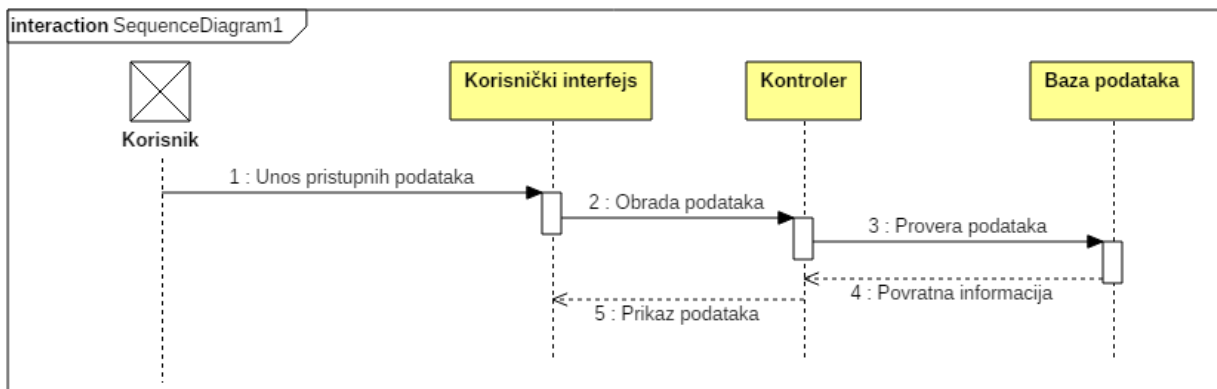 interaction SequenceDiagram1
Korisnik
Korisnički interfejs
Kontroler
Baza podataka
1 : Unos pristupnih podataka
2 : Obrada podataka
3 : Provera podataka
4 : Povratna informacija
5 : Prikaz podataka